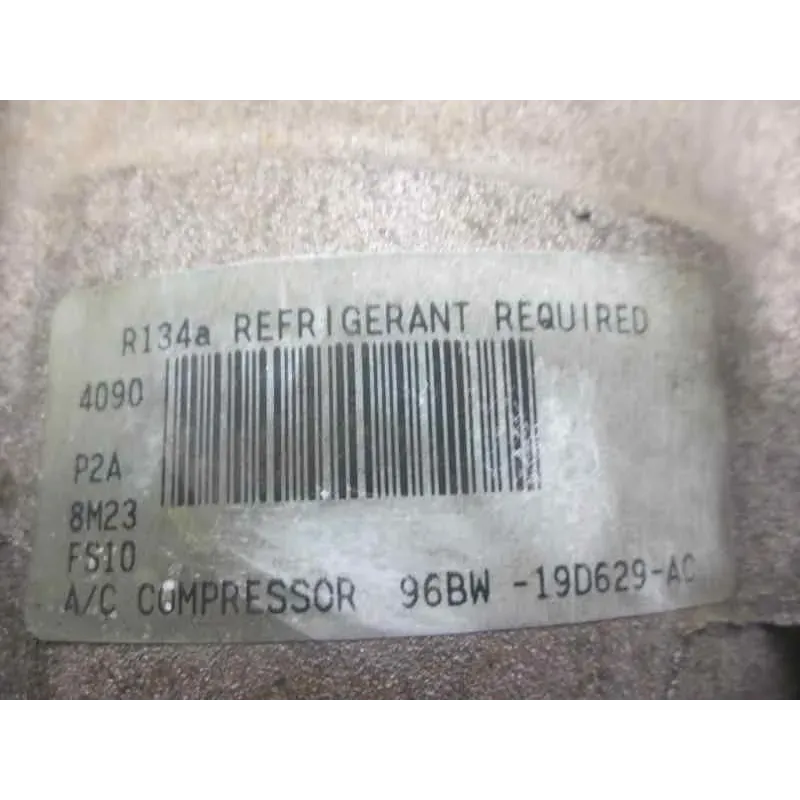 R134a REFRIGERANT REQUIRED
4090
P2A
8M23
FS10
A/C COMPRESSOR 96BW -19D629-AC